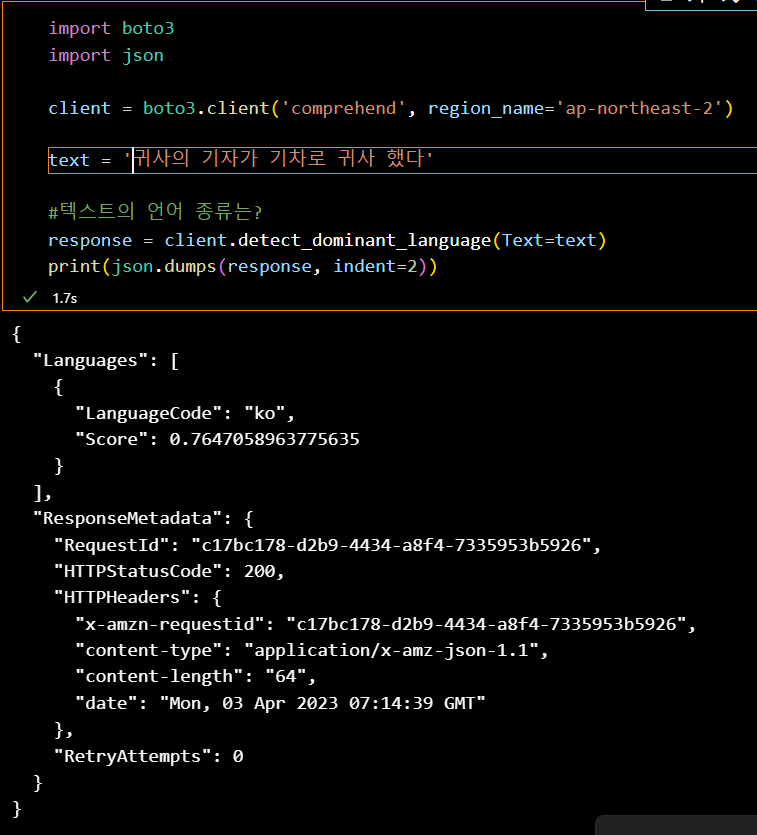 import boto3
import json
client = boto3.client('comprehend', region_name='ap-northeast-2')
text = '귀사의 기자가 기차로 귀사 했다'
#텍스트의 언어 종류는?
response = client.detect_dominant_language(Text=text)
print(json.dumps(response, indent=2))
1.7s
{
"Languages": [
{
"LanguageCode": "ko",
"Score": 0.7647058963775635
}
],
"ResponseMetadata": {
"RequestId": "c17bc178-d2b9-4434-a8f4-7335953b5926",
"HTTPStatusCode": 200,
"HTTPHeaders": {
"x-amzn-requestid": "c17bc178-d2b9-4434-a8f4-7335953b5926",
"content-type": "application/x-amz-json-1.1",
"content-length": "64",
"date": "Mon, 03 Apr 2023 07:14:39 GMT"
},
"RetryAttempts": 0
}
}